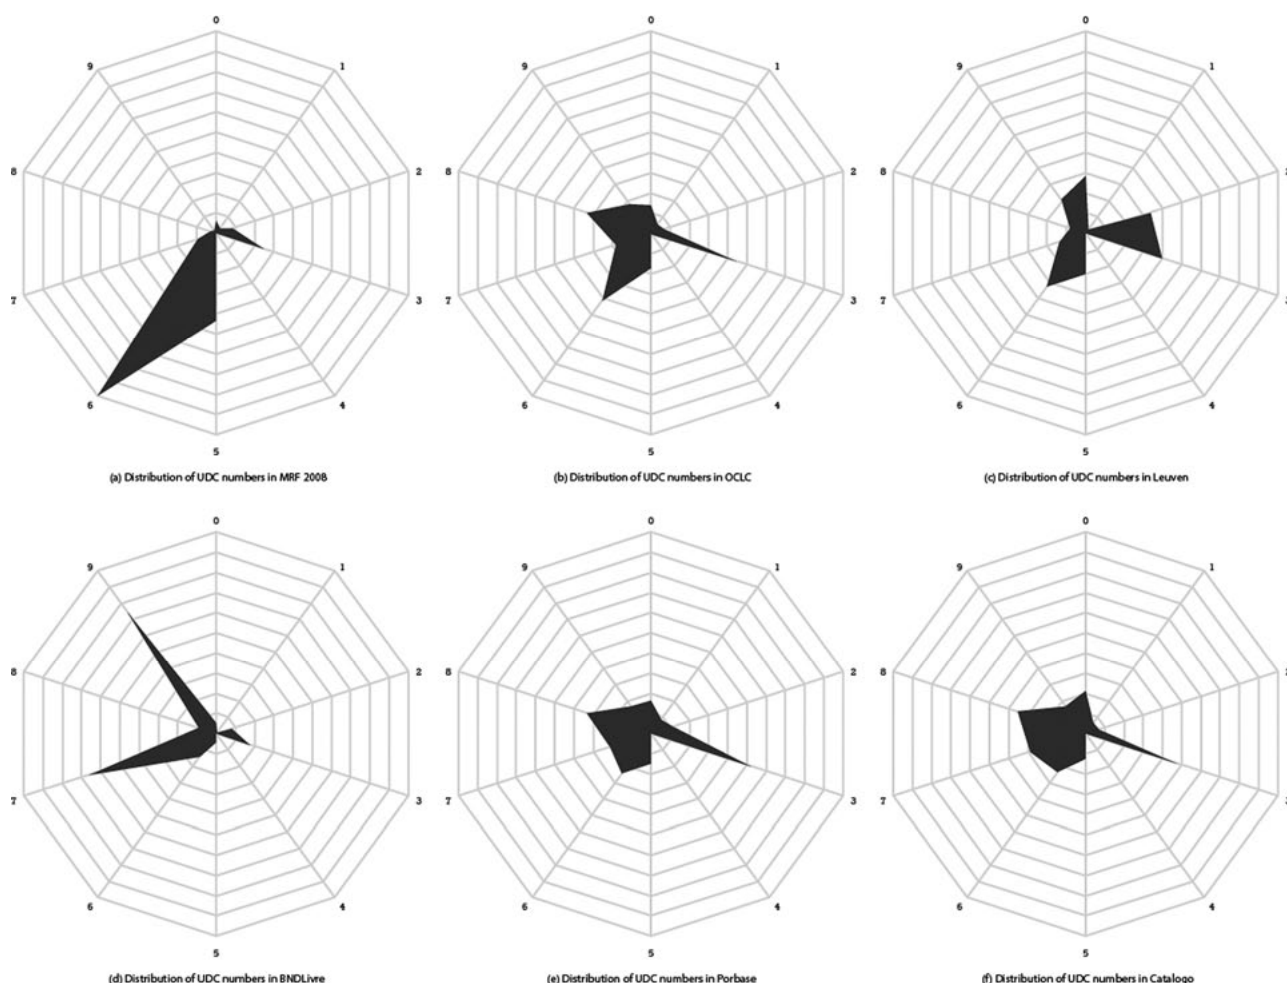 0 0 0
9 1 9 1 9 1
8 2 8 2 8 2
7 3 7 3 7 3
6 4 6 4 6 4
5 5 5
(a) Distribution of UDC numbers in MRF 2008
(b) Distribution of UDC numbers in OCLC
(c) Distribution of UDC numbers in Leuven
0 0 0
9 1 9 1 9 1
8 2 8 2 8 2
7 3 7 3 7 3
6 4 6 4 6 4
5 5 5
(d) Distribution of UDC numbers in BNDLivre
(e) Distribution of UDC numbers in Porbase
(f) Distribution of UDC numbers in Catalogo